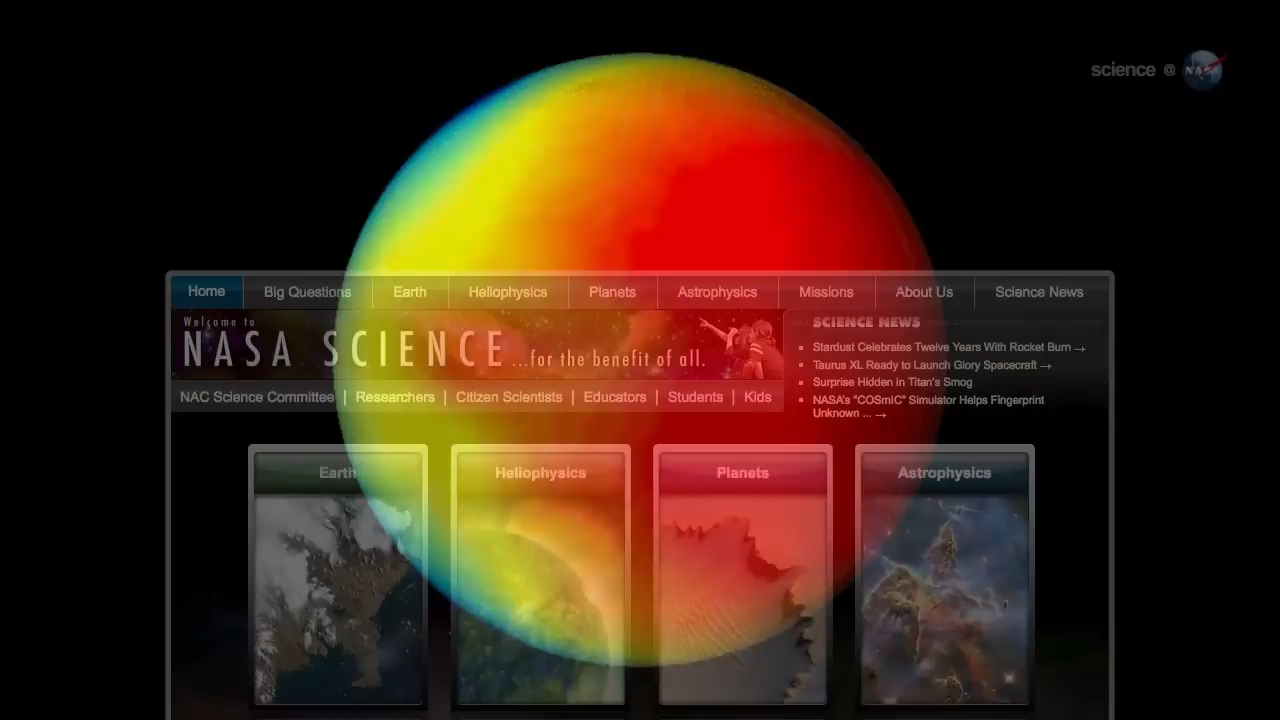 science @ NASA
Home Big Questions Earth Heliophysics Planets Astrophysics Missions About Us Science News
Welcome to
NASA SCIENCE ...for the benefit of all.
SCIENCE NEWS
Stardust Celebrates Twelve Years With Rocket Burn →
Taurus XL Ready to Launch Glory Spacecraft →
Surprise Hidden in Titan's Smog
NASA's "COSmIC" Simulator Helps Fingerprint
Unknown ... →
NAC Science Committee | Researchers | Citizen Scientists | Educators | Students | Kids
Earth Heliophysics Planets Astrophysics